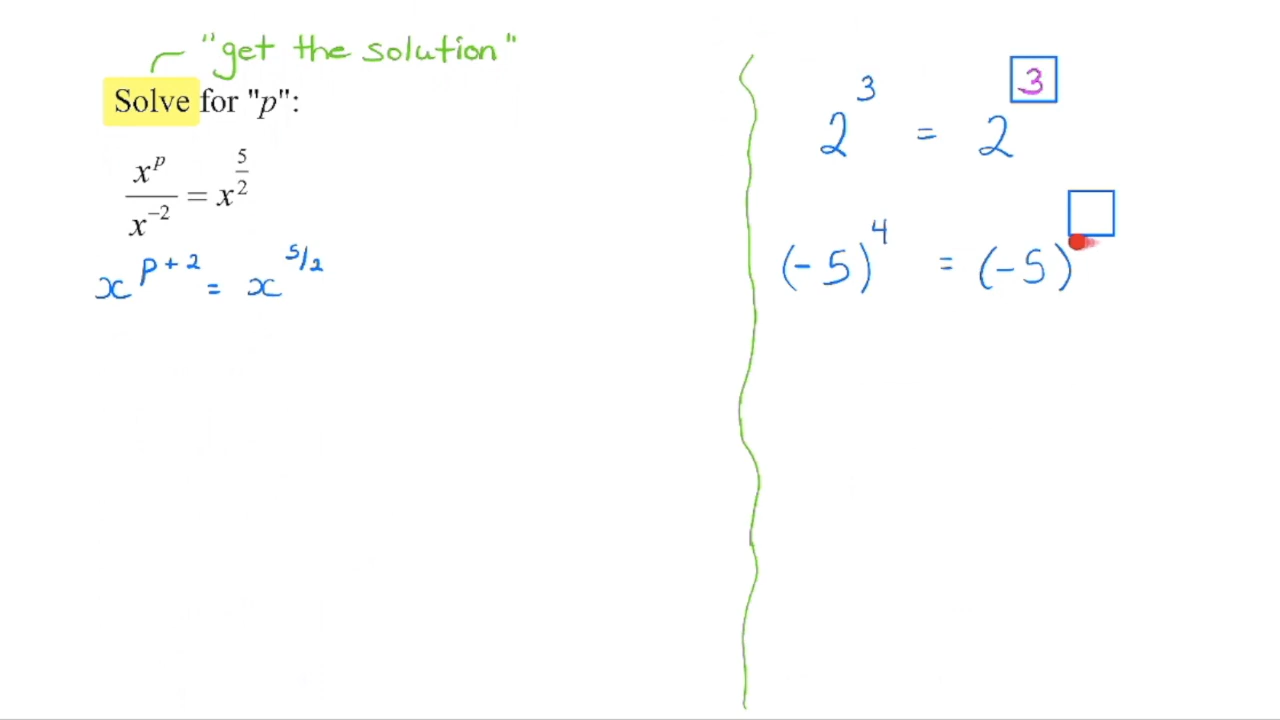 "get the solution"
Solve for "p":
x^p / x^-2 = x^5/2
x^p+2 = x^5/2
2^3 = 2^3
(-5)^4 = (-5)